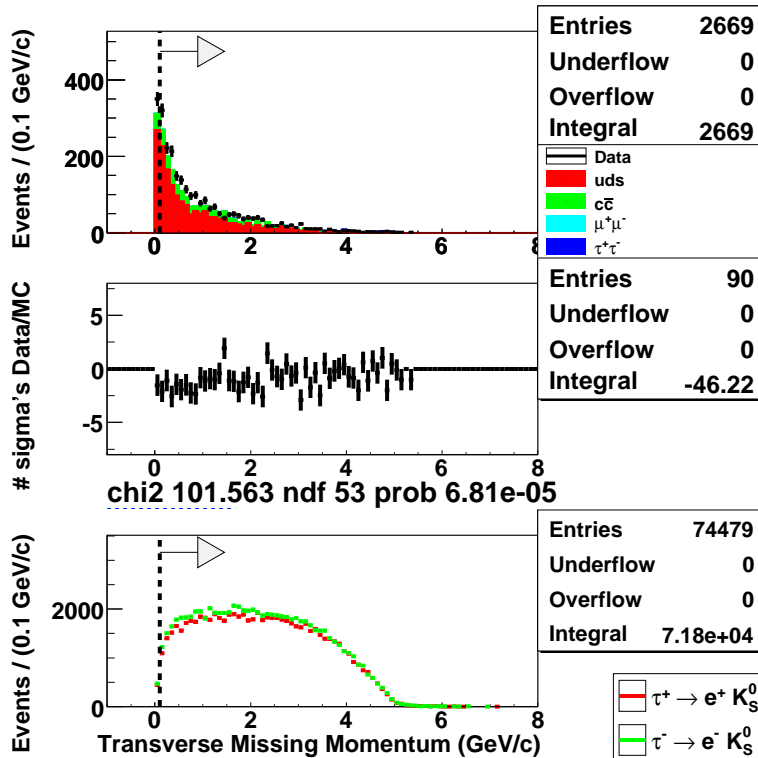 Entries 2669
Underflow 0
Overflow 0
Integral 2669
Data
uds
cc̅
μ⁺μ⁻
τ⁺τ⁻
Events / (0.1 GeV/c)
400
200
0
0 2 4 6 8
Entries 90
Underflow 0
Overflow 0
Integral -46.22
# sigma's Data/MC
5
0
-5
0 2 4 6 8
chi2 101.563 ndf 53 prob 6.81e-05
Entries 74479
Underflow 0
Overflow 0
Integral 7.18e+04
Events / (0.1 GeV/c)
2000
0
0 2 4 6 8
Transverse Missing Momentum (GeV/c)
τ⁺ → e⁺ K⁰_S
τ⁻ → e⁻ K⁰_S